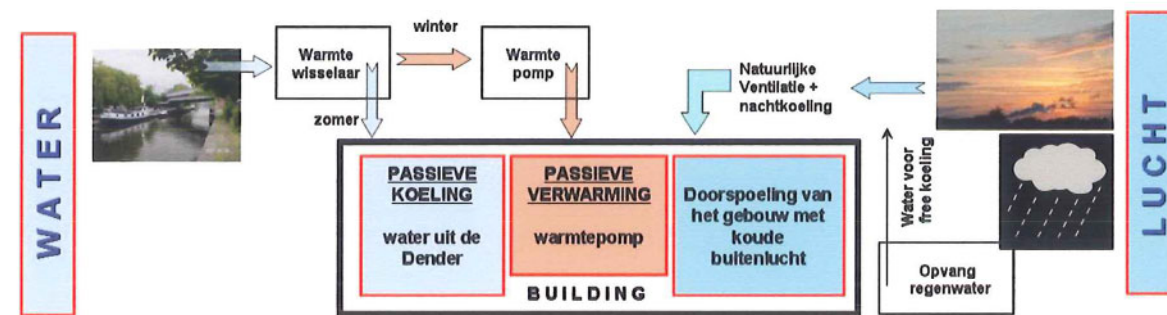 WATER
Warmte
wisselaar
winter
zomer
Warmte
pomp
Natuurlijke
Ventilatie +
nachtkoeling
PASSIEVE
KOELING
water uit de
Dender
PASSIEVE
VERWARMING
warmtepomp
Doorspoeling van
het gebouw met
koude
buitenlucht
BUILDING
Water voor
free koeling
Opvang
regenwater
LUCHT